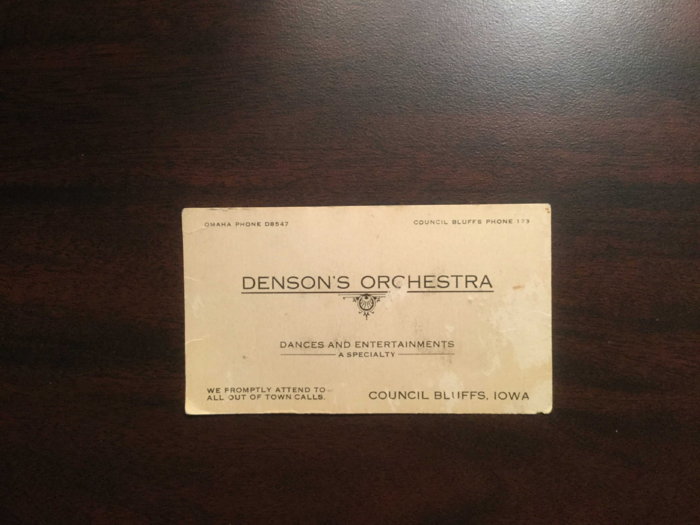 OMAHA PHONE D8547
COUNCIL BLUFFS PHONE 173
DENSON'S ORCHESTRA
DANCES AND ENTERTAINMENTS
A SPECIALTY
WE PROMPTLY ATTEND TO
ALL OUT OF TOWN CALLS.
COUNCIL BLUFFS, IOWA